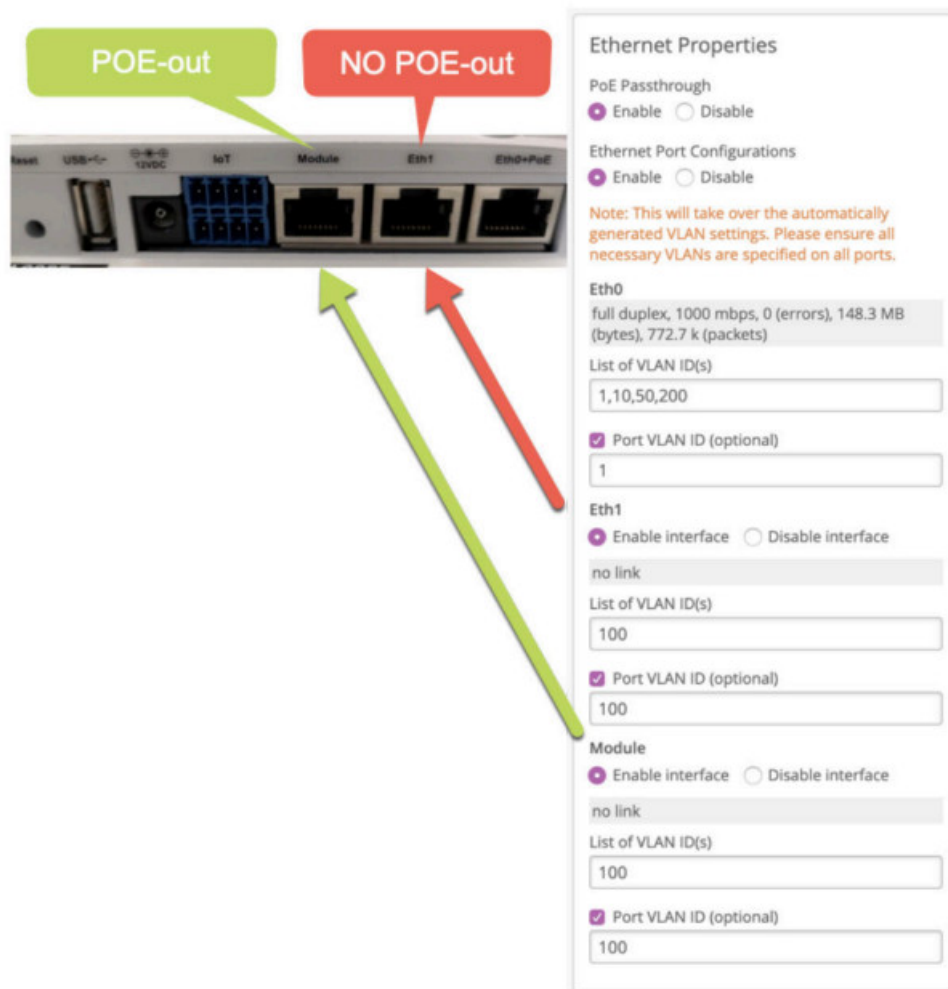 POE-out
NO POE-out
Reset
USB
12VDC
IoT
Module
Eth1
Eth0+PoE
Ethernet Properties
PoE Passthrough
Enable Disable
Ethernet Port Configurations
Enable Disable
Note: This will take over the automatically
generated VLAN settings. Please ensure all
necessary VLANs are specified on all ports.
Eth0
full duplex, 1000 mbps, 0 (errors), 148.3 MB
(bytes), 772.7 k (packets)
List of VLAN ID(s)
1,10,50,200
Port VLAN ID (optional)
1
Eth1
Enable interface Disable interface
no link
List of VLAN ID(s)
100
Port VLAN ID (optional)
100
Module
Enable interface Disable interface
no link
List of VLAN ID(s)
100
Port VLAN ID (optional)
100